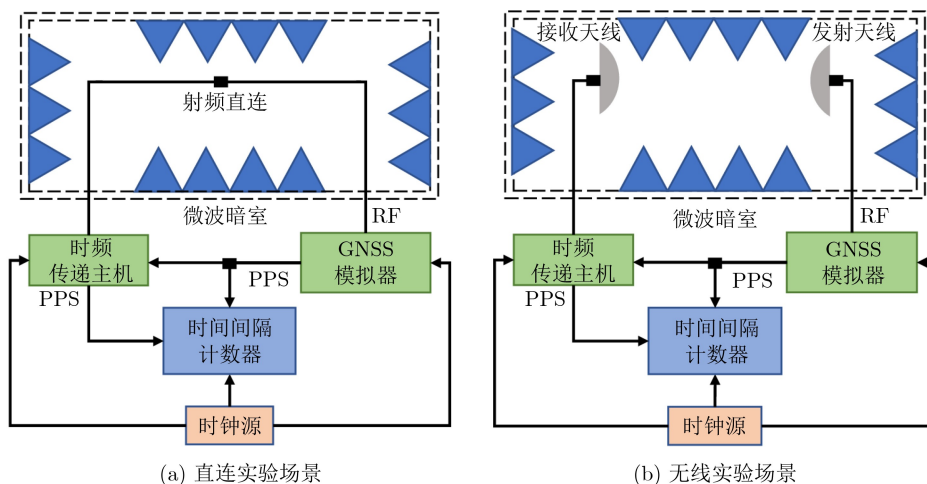 射频直连
微波暗室
RF
时频
传递主机
GNSS
模拟器
PPS
PPS
时间间隔
计数器
时钟源
(a) 直连实验场景
接收天线
发射天线
微波暗室
RF
时频
传递主机
GNSS
模拟器
PPS
PPS
时间间隔
计数器
时钟源
(b) 无线实验场景